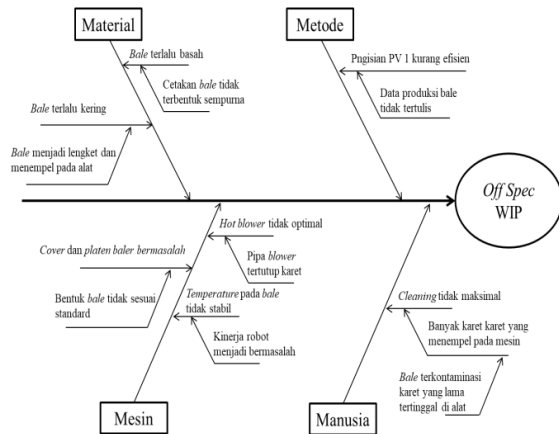 Material
Metode
Bale terlalu basah
Cetakan bale tidak
terbentuk sempurna
Bale terlalu kering
Bale menjadi lengket dan
menempel pada alat
Pngisian PV 1 kurang efisien
Data produksi bale
tidak tertulis
Off Spec
WIP
Hot blower tidak optimal
Pipa blower
tertutup karet
Cover dan platen baler bermasalah
Bentuk bale tidak sesuai
standard
Temperature pada bale
tidak stabil
Kinerja robot
menjadi bermasalah
Cleaning tidak maksimal
Banyak karet karet yang
menempel pada mesin
Bale terkontaminasi
karet yang lama
tertinggal di alat
Mesin
Manusia